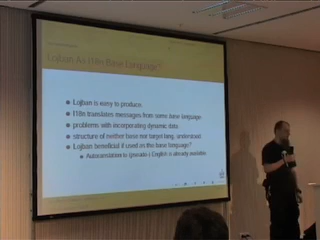 Lojban As I18n Base Language?
Lojban is easy to produce
I18n translates messages from some base language
problems with incorporating dynamic data
structure of neither base nor target lang. understood
Lojban beneficial if used as the base language?
Autotranslation to (pseudo-) English is already available